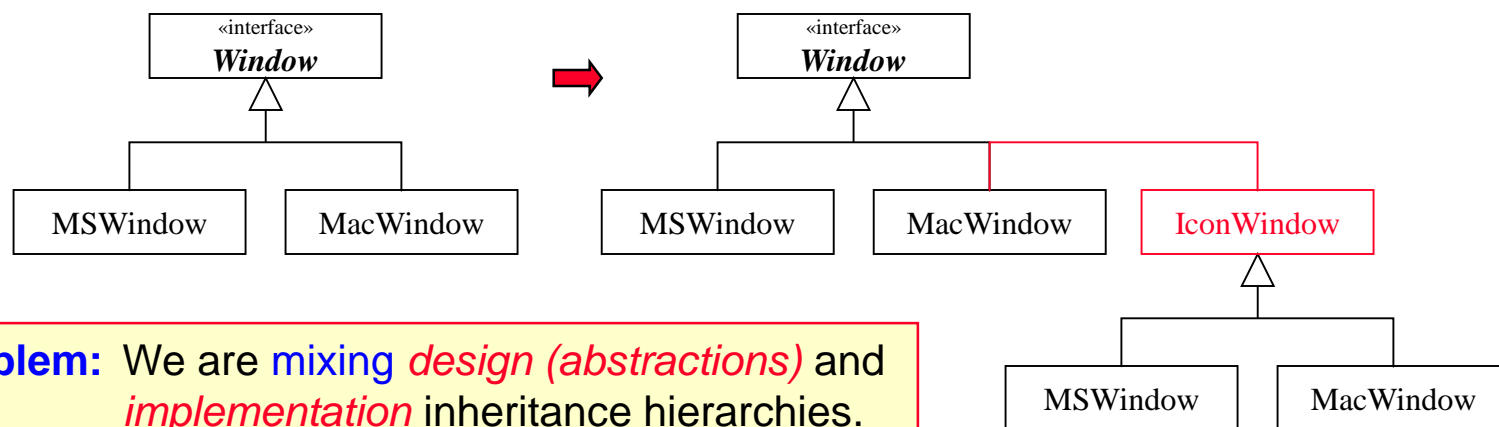 «interface»
Window
MSWindow
MacWindow
«interface»
Window
MSWindow
MacWindow
IconWindow
MSWindow
MacWindow
blem: We are mixing design (abstractions) and
implementation inheritance hierarchies.